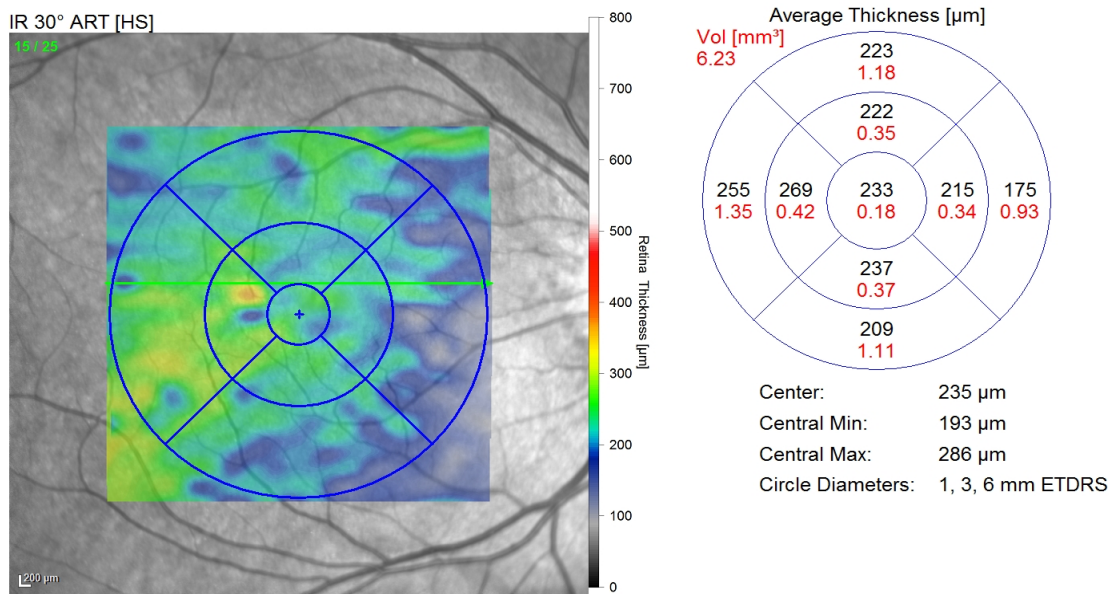 IR 30° ART [HS]
15 / 25
200 µm
800
700
600
500
400
300
200
100
0
Retina Thickness [µm]
Average Thickness [µm]
Vol [mm³]
6.23
223
1.18
222
0.35
255
1.35
269
0.42
233
0.18
215
0.34
175
0.93
237
0.37
209
1.11
Center: 235 µm
Central Min: 193 µm
Central Max: 286 µm
Circle Diameters: 1, 3, 6 mm ETDRS